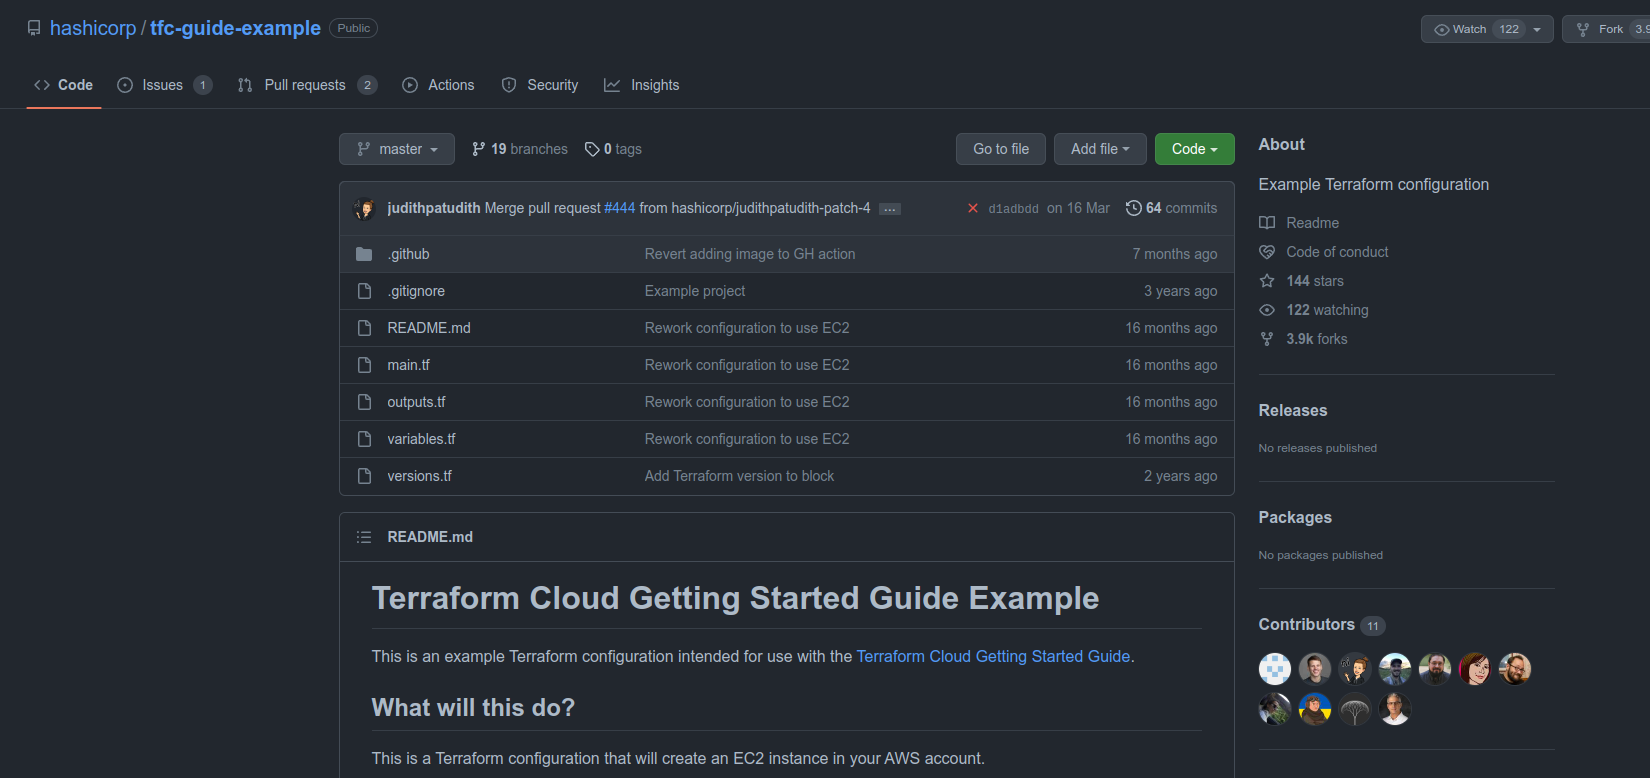 hashicorp / tfc-guide-example Public
Watch 122 Fork
Code Issues 1 Pull requests 2 Actions Security Insights
master 19 branches 0 tags Go to file Add file Code
judithpatudith Merge pull request #444 from hashicorp/judithpatudith-patch-4 ... d1adbdd on 16 Mar 64 commits
.github Revert adding image to GH action 7 months ago
.gitignore Example project 3 years ago
README.md Rework configuration to use EC2 16 months ago
main.tf Rework configuration to use EC2 16 months ago
outputs.tf Rework configuration to use EC2 16 months ago
variables.tf Rework configuration to use EC2 16 months ago
versions.tf Add Terraform version to block 2 years ago
README.md
Terraform Cloud Getting Started Guide Example
This is an example Terraform configuration intended for use with the Terraform Cloud Getting Started Guide.
What will this do?
This is a Terraform configuration that will create an EC2 instance in your AWS account.
About
Example Terraform configuration
Readme
Code of conduct
144 stars
122 watching
3.9k forks
Releases
No releases published
Packages
No packages published
Contributors 11